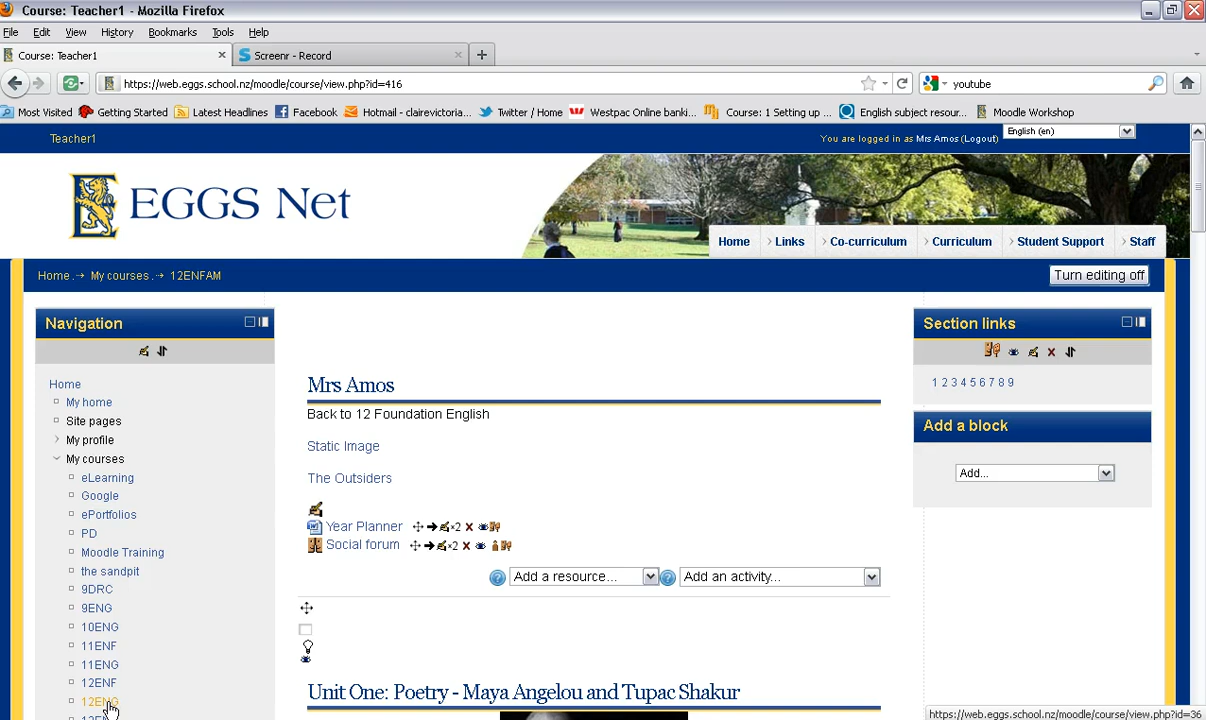 Course: Teacher1 - Mozilla Firefox
File Edit View History Bookmarks Tools Help
Course: Teacher1 Screenr - Record
https://web.eggs.school.nz/moodle/course/view.php?id=416 youtube
Most Visited Getting Started Latest Headlines Facebook Hotmail - clairevictoria... Twitter / Home Westpac Online banki... Course: 1 Setting up ... English subject resour... Moodle Workshop
Teacher1 You are logged in as Mrs Amos (Logout) English (en)
EGGS Net
Home Links Co-curriculum Curriculum Student Support Staff
Home My courses 12ENFAM Turn editing off
Navigation
Home
My home
Site pages
My profile
My courses
eLearning
Google
ePortfolios
PD
Moodle Training
the sandpit
9DRC
9ENG
10ENG
11ENF
11ENG
12ENF
12ENG
Mrs Amos
Back to 12 Foundation English
Static Image
The Outsiders
Year Planner ×2
Social forum ×2
Add a resource... Add an activity...
Unit One: Poetry - Maya Angelou and Tupac Shakur
Section links
1 2 3 4 5 6 7 8 9
Add a block
Add...
https://web.eggs.school.nz/moodle/course/view.php?id=36